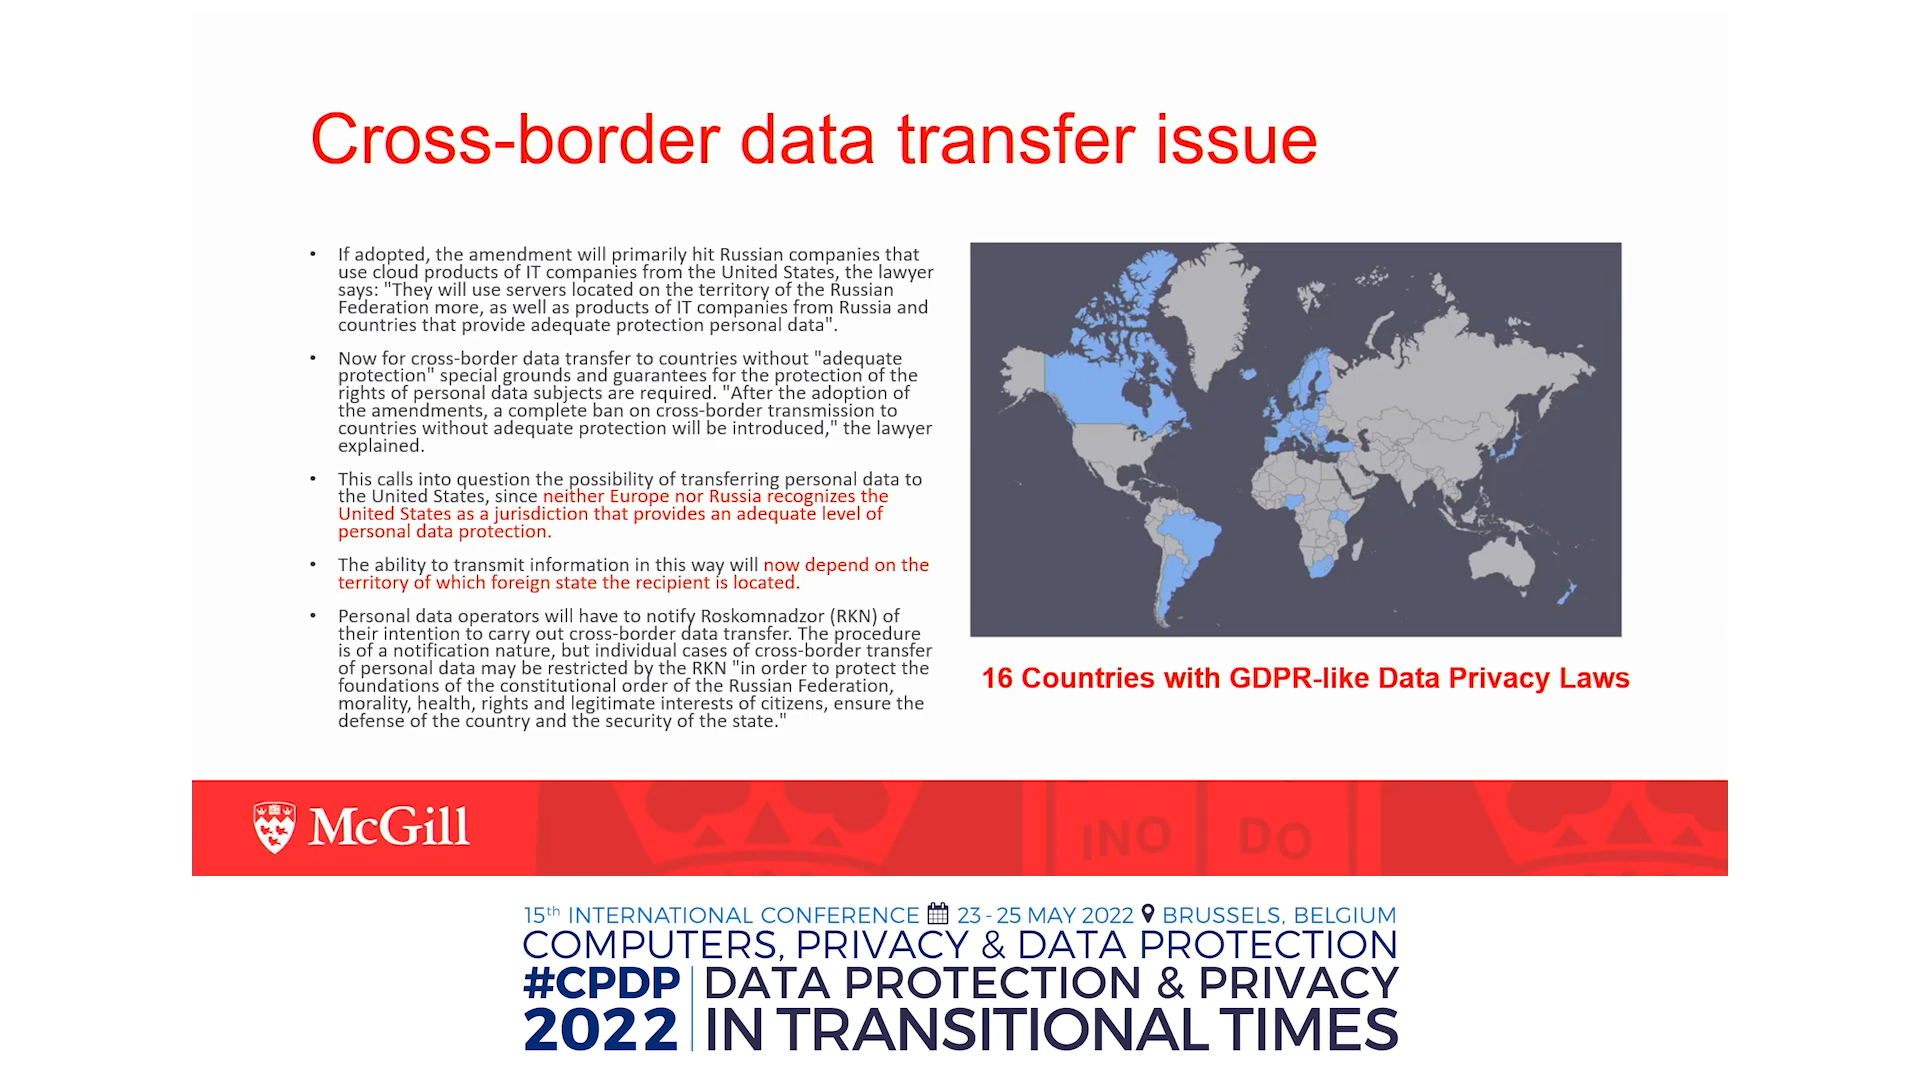 Cross-border data transfer issue
• If adopted, the amendment will primarily hit Russian companies that
use cloud products of IT companies from the United States, the lawyer
says: "They will use servers located on the territory of the Russian
Federation more, as well as products of IT companies from Russia and
countries that provide adequate protection personal data".
• Now for cross-border data transfer to countries without "adequate
protection" special grounds and guarantees for the protection of the
rights of personal data subjects are required. "After the adoption of
the amendments, a complete ban on cross-border transmission to
countries without adequate protection will be introduced," the lawyer
explained.
• This calls into question the possibility of transferring personal data to
the United States, since neither Europe nor Russia recognizes the
United States as a jurisdiction that provides an adequate level of
personal data protection.
• The ability to transmit information in this way will now depend on the
territory of which foreign state the recipient is located.
• Personal data operators will have to notify Roskomnadzor (RKN) of
their intention to carry out cross-border data transfer. The procedure
is of a notification nature, but individual cases of cross-border transfer
of personal data may be restricted by the RKN "in order to protect the
foundations of the constitutional order of the Russian Federation,
morality, health, rights and legitimate interests of citizens, ensure the
defense of the country and the security of the state."
16 Countries with GDPR-like Data Privacy Laws
McGill
INO DO
15th INTERNATIONAL CONFERENCE 23 - 25 MAY 2022 BRUSSELS, BELGIUM
COMPUTERS, PRIVACY & DATA PROTECTION
#CPDP DATA PROTECTION & PRIVACY
2022 IN TRANSITIONAL TIMES